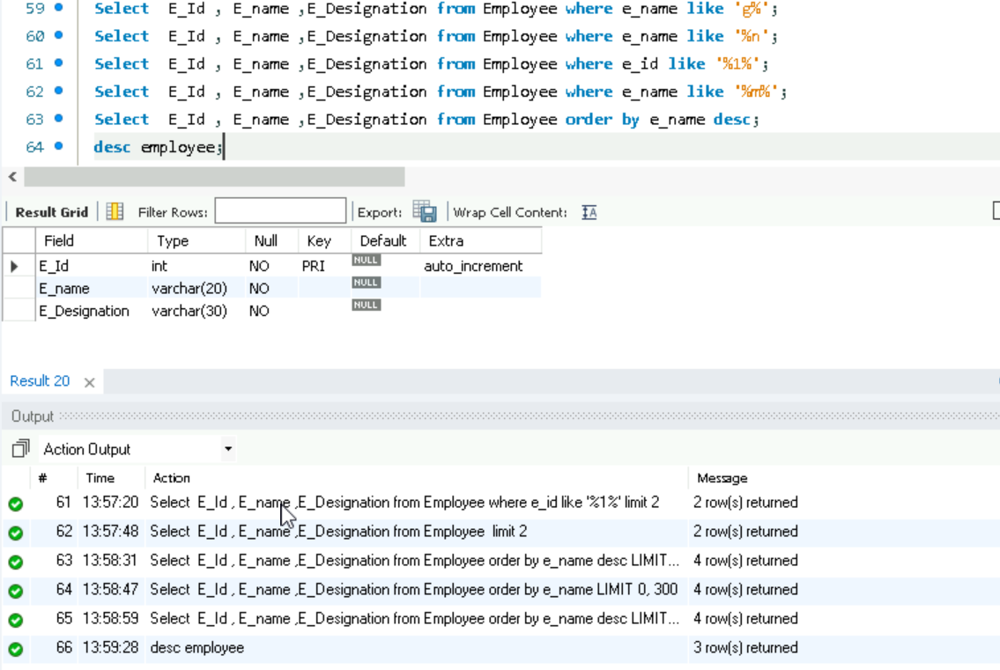 59 Select E_Id , E_name ,E_Designation from Employee where e_name like 'g%';
60 Select E_Id , E_name ,E_Designation from Employee where e_name like '%n';
61 Select E_Id , E_name ,E_Designation from Employee where e_id like '%1%';
62 Select E_Id , E_name ,E_Designation from Employee where e_name like '%m%';
63 Select E_Id , E_name ,E_Designation from Employee order by e_name desc;
64 desc employee;
Result Grid Filter Rows: Export: Wrap Cell Content: IA
Field Type Null Key Default Extra
E_Id int NO PRI NULL auto_increment
E_name varchar(20) NO NULL
E_Designation varchar(30) NO NULL
Result 20
Output
Action Output
# Time Action Message
61 13:57:20 Select E_Id , E_name ,E_Designation from Employee where e_id like '%1%' limit 2 2 row(s) returned
62 13:57:48 Select E_Id , E_name ,E_Designation from Employee limit 2 2 row(s) returned
63 13:58:31 Select E_Id , E_name ,E_Designation from Employee order by e_name desc LIMIT... 4 row(s) returned
64 13:58:47 Select E_Id , E_name ,E_Designation from Employee order by e_name LIMIT 0, 300 4 row(s) returned
65 13:58:59 Select E_Id , E_name ,E_Designation from Employee order by e_name desc LIMIT... 4 row(s) returned
66 13:59:28 desc employee 3 row(s) returned